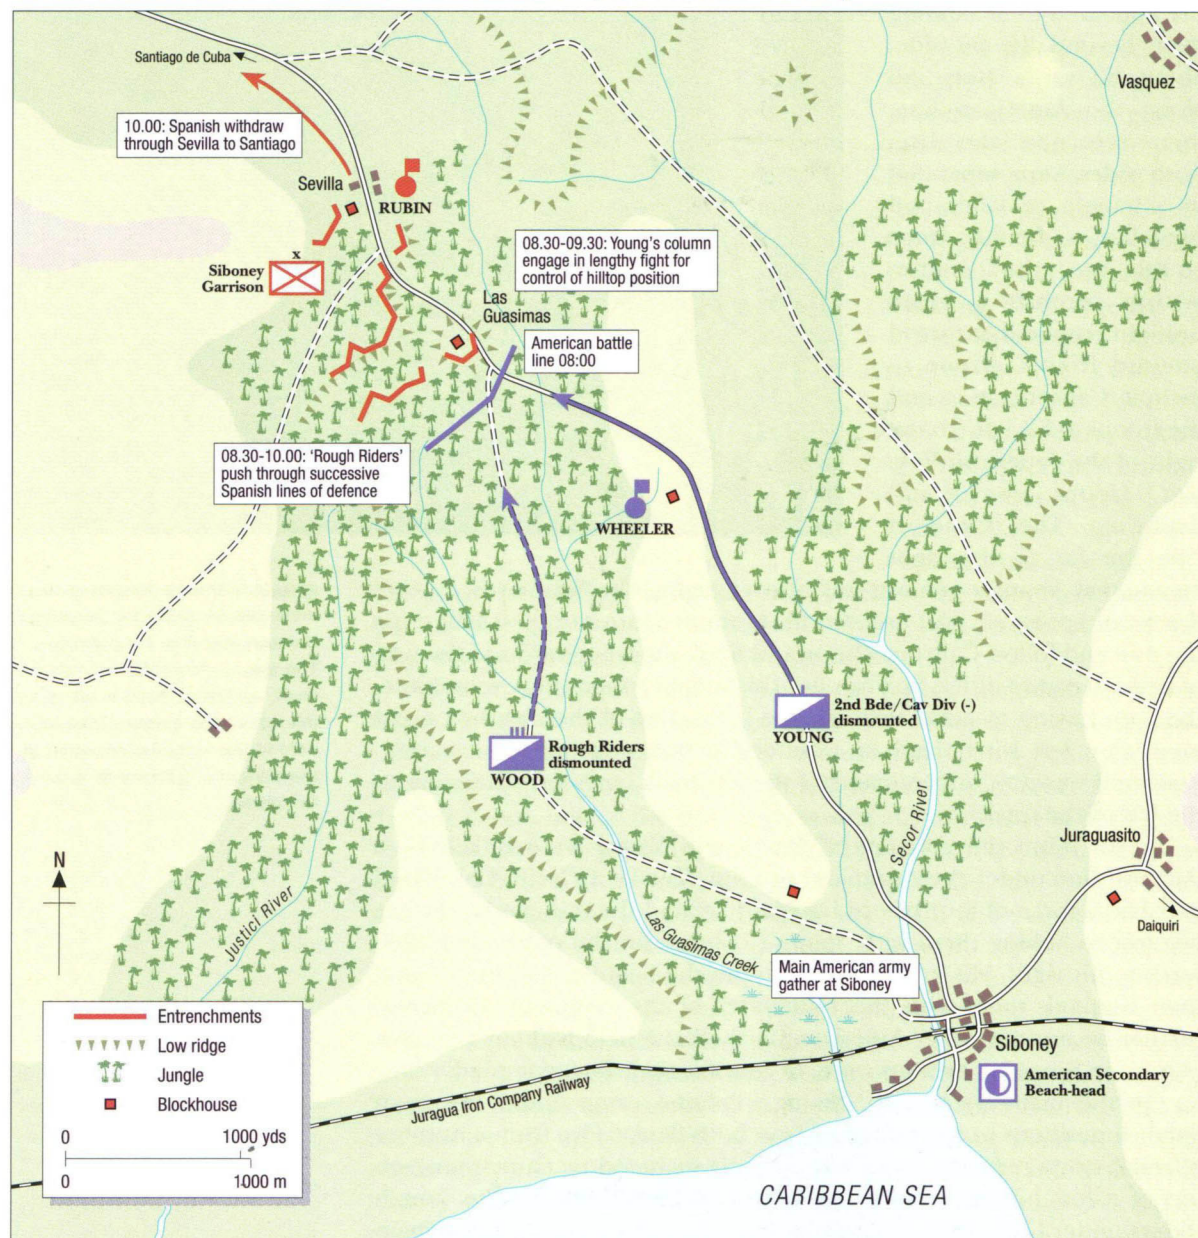 Santiago de Cuba
Vasquez
10.00: Spanish withdraw
through Sevilla to Santiago
Sevilla
RUBIN
x
Siboney
Garrison
08.30-09.30: Young's column
engage in lengthy fight for
control of hilltop position
Las
Guasimas
American battle
line 08:00
08.30-10.00: 'Rough Riders'
push through successive
Spanish lines of defence
WHEELER
2nd Bde/Cav Div (-)
dismounted
YOUNG
Rough Riders
dismounted
WOOD
Secor River
Juraguasito
Daiquiri
N
Justici River
Las Guasimas Creek
Main American army
gather at Siboney
Siboney
American Secondary
Beach-head
Juragua Iron Company Railway
CARIBBEAN SEA
Entrenchments
Low ridge
Jungle
Blockhouse
0 1000 yds
0 1000 m